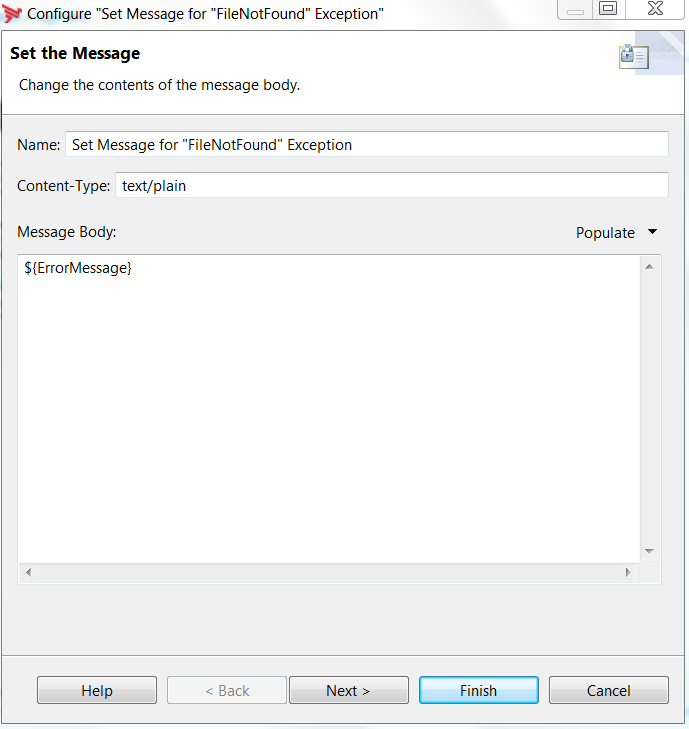 Configure "Set Message for "FileNotFound" Exception"
Set the Message
Change the contents of the message body.
Name: Set Message for "FileNotFound" Exception
Content-Type: text/plain
Message Body: Populate
${ErrorMessage}
Help < Back Next > Finish Cancel